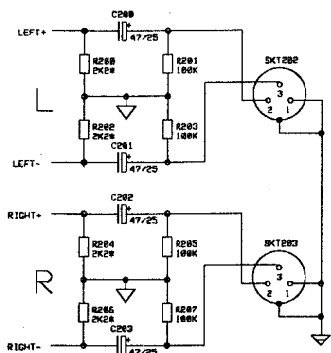 C200
LEFT+
47/25
R200
2K2*
R201
100K
SKT202
3
2 1
L
R202
2K2*
R203
100K
C201
LEFT-
47/25
C202
RIGHT+
47/25
R204
2K2*
R205
100K
SKT203
3
2 1
R
R206
2K2*
R207
100K
C203
RIGHT-
47/25